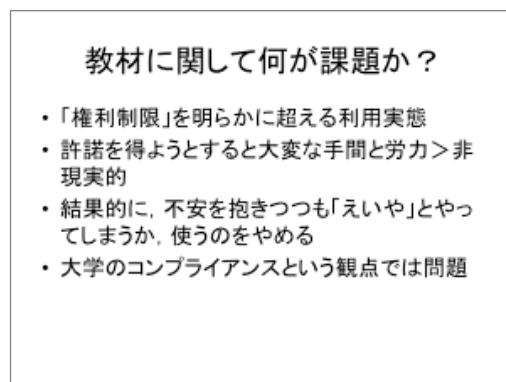 教材に関して何が課題か？
• 「権利制限」を明らかに超える利用実態
• 許諾を得ようとすると大変な手間と労力＞非
現実的
• 結果的に，不安を抱きつつも「えいや」とやっ
てしまうか，使うのをやめる
• 大学のコンプライアンスという観点では問題